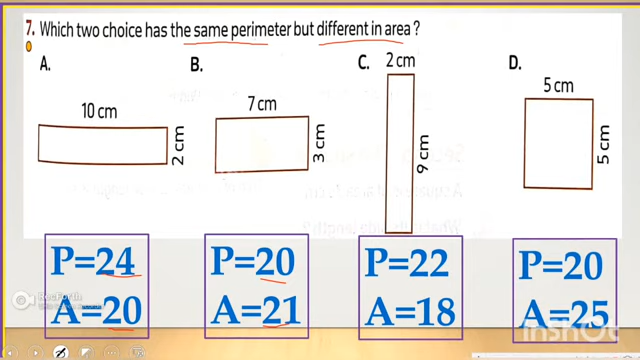 7. Which two choice has the same perimeter but different in area ?
A.
B.
C.
D.
10 cm
2 cm
7 cm
3 cm
2 cm
9 cm
5 cm
5 cm
P=24
A=20
P=20
A=21
P=22
A=18
P=20
A=25
InShOt